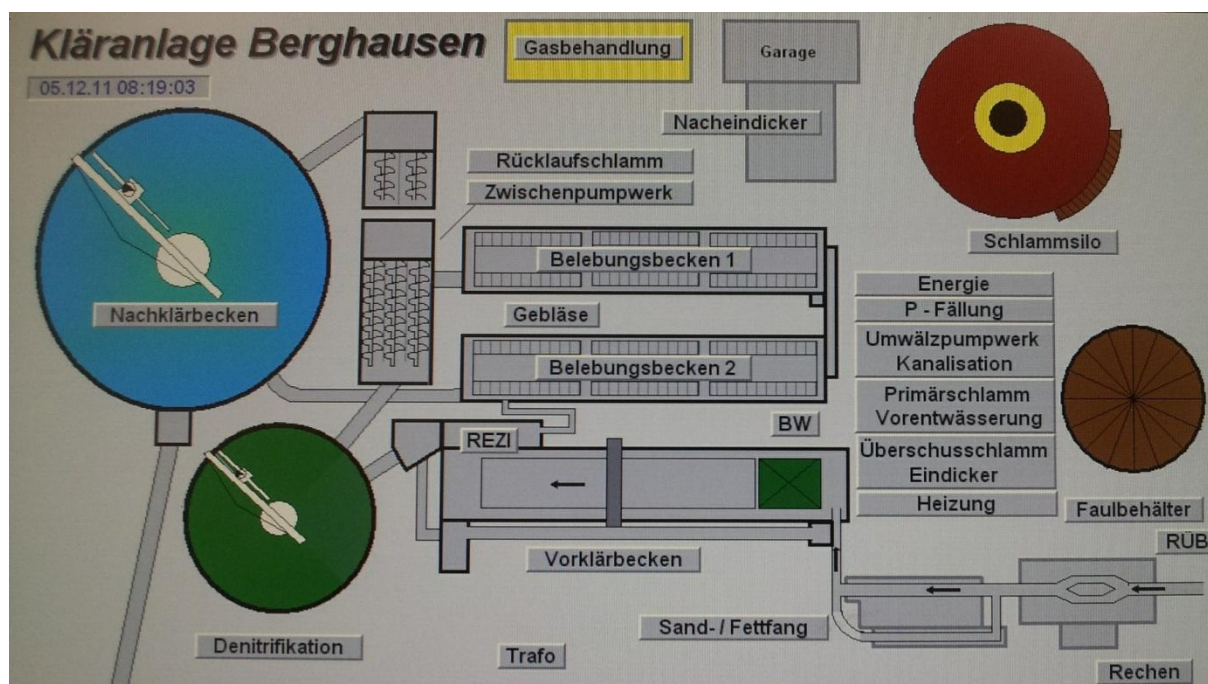 Kläranlage Berghausen
05.12.11 08:19:03
Gasbehandlung
Garage
Nacheindicker
Rücklaufschlamm
Zwischenpumpwerk
Schlammsilo
Belebungsbecken 1
Energie
Nachklärbecken
Gebläse
P - Fällung
Umwälzpumpwerk
Kanalisation
Belebungsbecken 2
Primärschlamm
Vorentwässerung
BW
REZI
Überschusschlamm
Eindicker
Heizung
Faulbehälter
RÜB
Vorklärbecken
Sand- / Fettfang
Denitrifikation
Trafo
Rechen